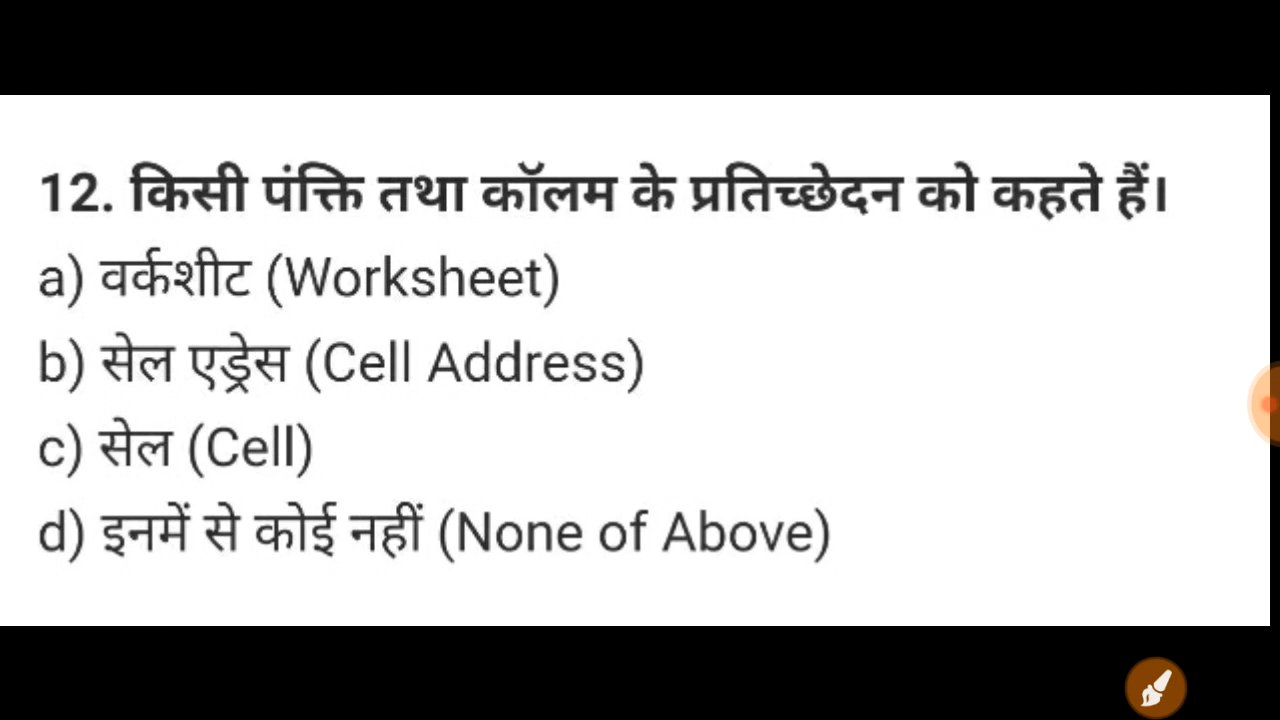 12. किसी पंक्ति तथा कॉलम के प्रतिच्छेदन को कहते हैं।
a) वर्कशीट (Worksheet)
b) सेल एड्रेस (Cell Address)
c) सेल (Cell)
d) इनमें से कोई नहीं (None of Above)